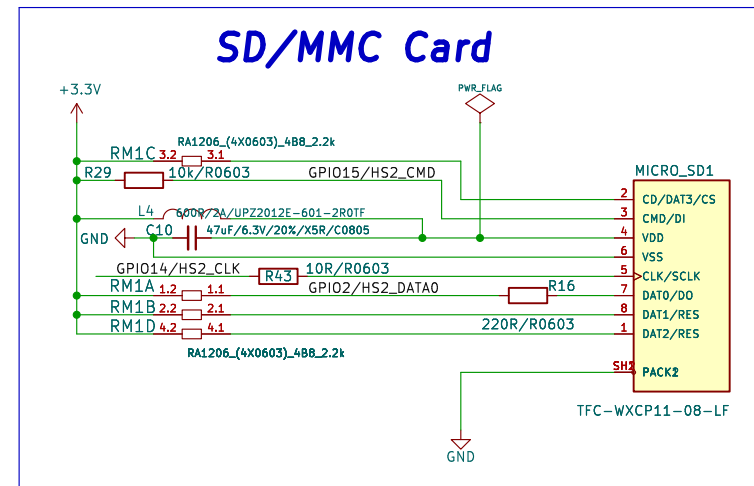 SD/MMC Card
+3.3V
PWR_FLAG
RA1206_(4X0603)_4B8_2.2k
RM1C 3.2 3.1
R29 10k/R0603 GPIO15/HS2_CMD
MICRO_SD1
2 CD/DAT3/CS
3 CMD/DI
L4 600R/2A/UPZ2012E-601-2R0TF
GND C10 47uF/6.3V/20%/X5R/C0805
4 VDD
6 VSS
GPIO14/HS2_CLK R43 10R/R0603
5 CLK/SCLK
RM1A 1.2 1.1 GPIO2/HS2_DATA0 R16
7 DAT0/DO
RM1B 2.2 2.1
8 DAT1/RES
RM1D 4.2 4.1 220R/R0603
1 DAT2/RES
RA1206_(4X0603)_4B8_2.2k
TFC-WXCP11-08-LF
GND